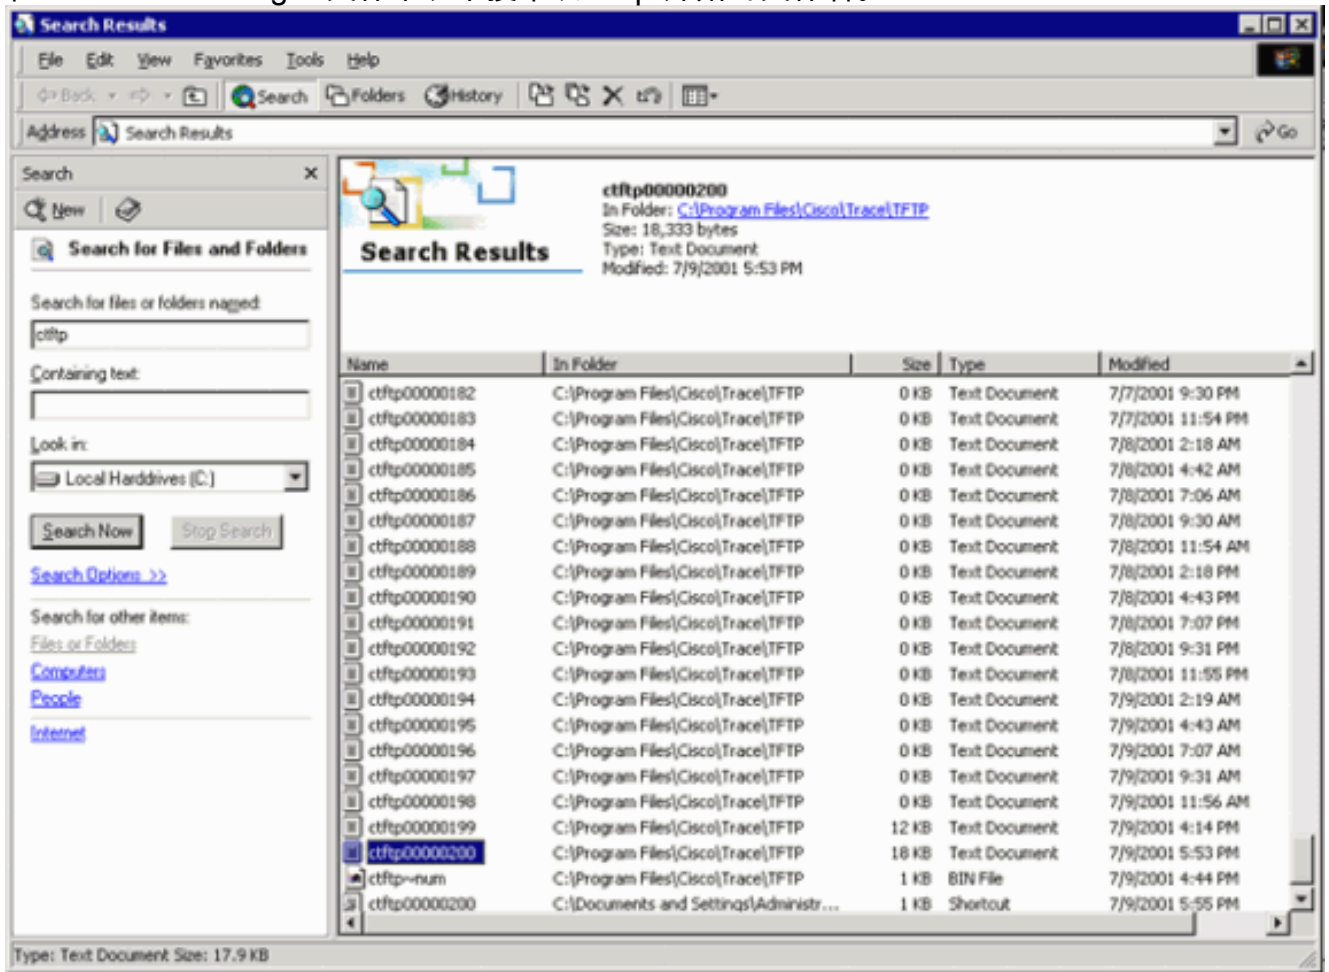 Search Results
File Edit View Favorites Tools Help
Back Search Folders History
Address Search Results Go
Search
New
Search for Files and Folders
Search for files or folders named:
ctftp
Containing text:
Look in:
Local Harddrives (C:)
Search Now Stop Search
Search Options >>
Search for other items:
Files or Folders
Computers
People
Internet
Search Results
ctftp00000200
In Folder: C:\Program Files\Cisco\Trace\TFTP
Size: 18,333 bytes
Type: Text Document
Modified: 7/9/2001 5:53 PM
Name In Folder Size Type Modified
ctftp00000182 C:\Program Files\Cisco\Trace\TFTP 0 KB Text Document 7/7/2001 9:30 PM
ctftp00000183 C:\Program Files\Cisco\Trace\TFTP 0 KB Text Document 7/7/2001 11:54 PM
ctftp00000184 C:\Program Files\Cisco\Trace\TFTP 0 KB Text Document 7/8/2001 2:18 AM
ctftp00000185 C:\Program Files\Cisco\Trace\TFTP 0 KB Text Document 7/8/2001 4:42 AM
ctftp00000186 C:\Program Files\Cisco\Trace\TFTP 0 KB Text Document 7/8/2001 7:06 AM
ctftp00000187 C:\Program Files\Cisco\Trace\TFTP 0 KB Text Document 7/8/2001 9:30 AM
ctftp00000188 C:\Program Files\Cisco\Trace\TFTP 0 KB Text Document 7/8/2001 11:54 AM
ctftp00000189 C:\Program Files\Cisco\Trace\TFTP 0 KB Text Document 7/8/2001 2:18 PM
ctftp00000190 C:\Program Files\Cisco\Trace\TFTP 0 KB Text Document 7/8/2001 4:43 PM
ctftp00000191 C:\Program Files\Cisco\Trace\TFTP 0 KB Text Document 7/8/2001 7:07 PM
ctftp00000192 C:\Program Files\Cisco\Trace\TFTP 0 KB Text Document 7/8/2001 9:31 PM
ctftp00000193 C:\Program Files\Cisco\Trace\TFTP 0 KB Text Document 7/8/2001 11:55 PM
ctftp00000194 C:\Program Files\Cisco\Trace\TFTP 0 KB Text Document 7/9/2001 2:19 AM
ctftp00000195 C:\Program Files\Cisco\Trace\TFTP 0 KB Text Document 7/9/2001 4:43 AM
ctftp00000196 C:\Program Files\Cisco\Trace\TFTP 0 KB Text Document 7/9/2001 7:07 AM
ctftp00000197 C:\Program Files\Cisco\Trace\TFTP 0 KB Text Document 7/9/2001 9:31 AM
ctftp00000198 C:\Program Files\Cisco\Trace\TFTP 0 KB Text Document 7/9/2001 11:56 AM
ctftp00000199 C:\Program Files\Cisco\Trace\TFTP 12 KB Text Document 7/9/2001 4:14 PM
ctftp00000200 C:\Program Files\Cisco\Trace\TFTP 18 KB Text Document 7/9/2001 5:53 PM
ctftp~num C:\Program Files\Cisco\Trace\TFTP 1 KB BIN File 7/9/2001 4:44 PM
ctftp00000200 C:\Documents and Settings\Administr... 1 KB Shortcut 7/9/2001 5:55 PM
Type: Text Document Size: 17.9 KB